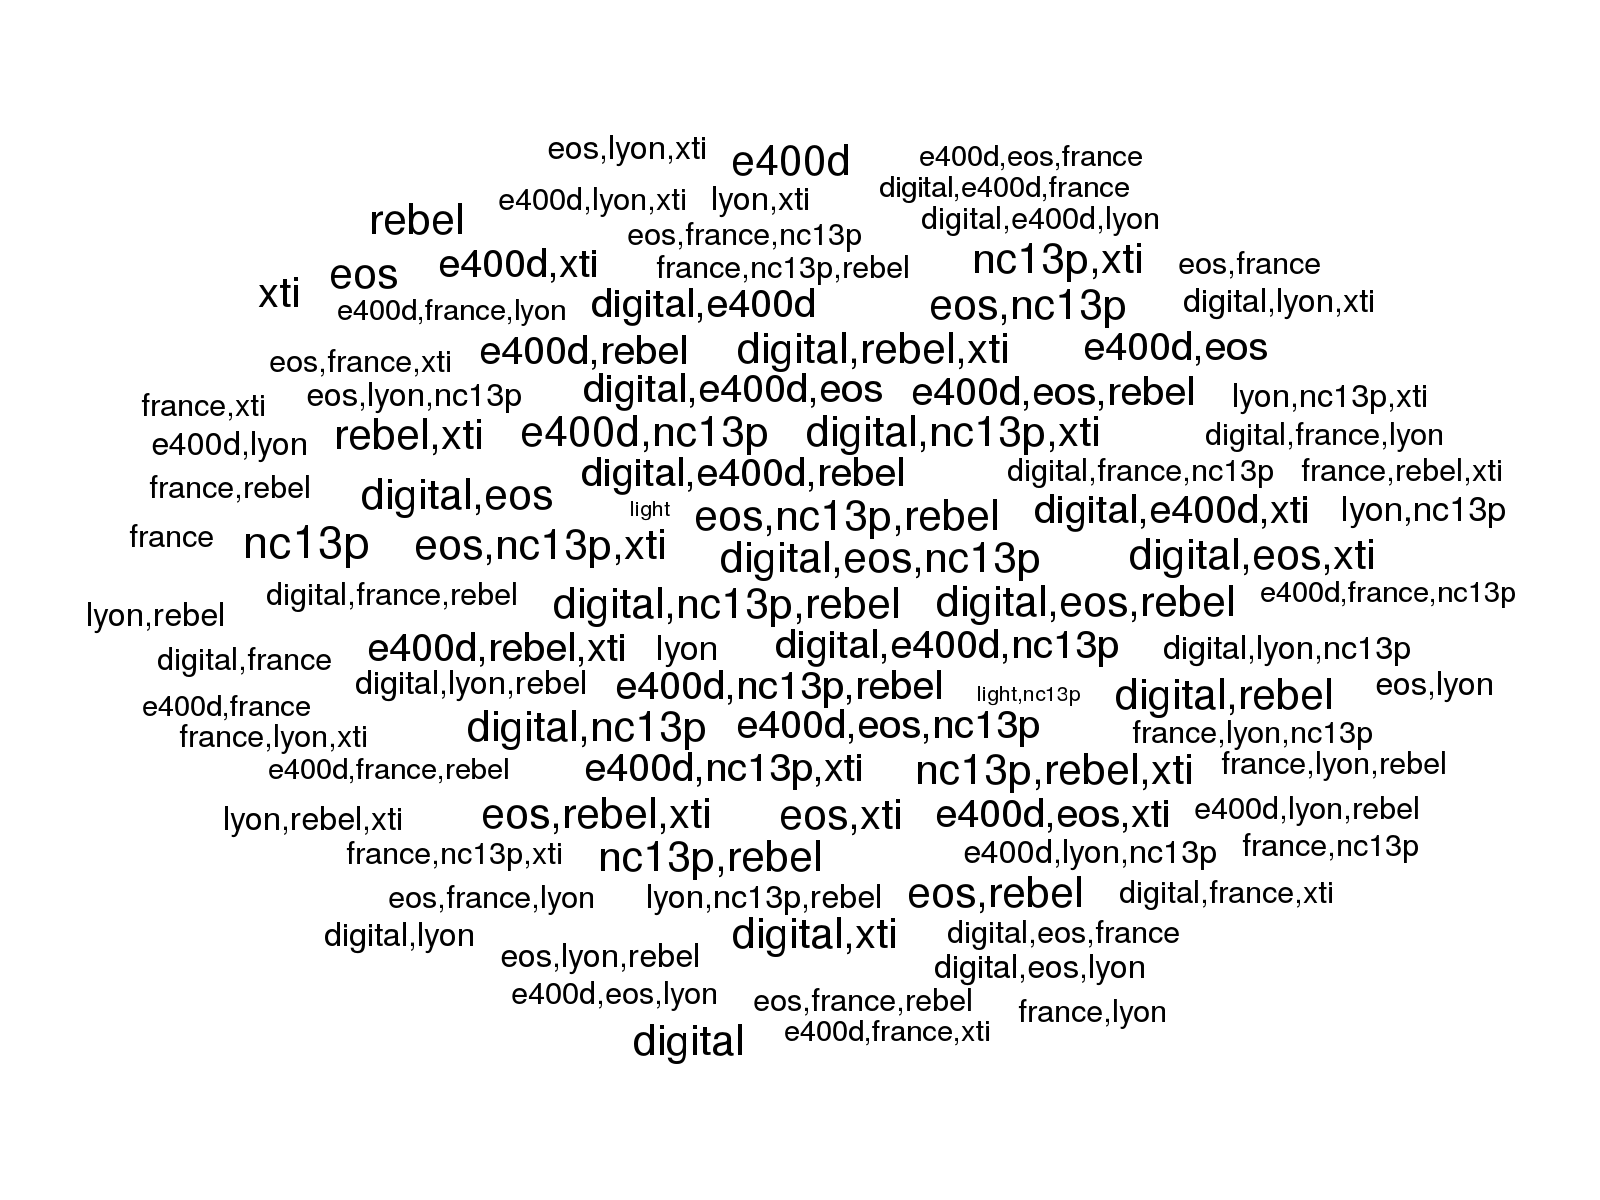 eos,lyon,xti e400d e400d,eos,france
digital,e400d,france
e400d,lyon,xti lyon,xti
rebel digital,e400d,lyon
eos,france,nc13p
e400d,xti france,nc13p,rebel nc13p,xti eos,france
xti eos
e400d,france,lyon digital,e400d eos,nc13p digital,lyon,xti
eos,france,xti e400d,rebel digital,rebel,xti e400d,eos
france,xti eos,lyon,nc13p digital,e400d,eos e400d,eos,rebel lyon,nc13p,xti
e400d,lyon rebel,xti e400d,nc13p digital,nc13p,xti digital,france,lyon
digital,e400d,rebel digital,france,nc13p france,rebel,xti
france,rebel digital,eos light eos,nc13p,rebel digital,e400d,xti lyon,nc13p
france nc13p eos,nc13p,xti digital,eos,nc13p digital,eos,xti
lyon,rebel digital,france,rebel digital,nc13p,rebel digital,eos,rebel e400d,france,nc13p
digital,france e400d,rebel,xti lyon digital,e400d,nc13p digital,lyon,nc13p
e400d,france digital,lyon,rebel e400d,nc13p,rebel light,nc13p digital,rebel eos,lyon
france,lyon,xti digital,nc13p e400d,eos,nc13p france,lyon,nc13p
e400d,france,rebel e400d,nc13p,xti nc13p,rebel,xti france,lyon,rebel
lyon,rebel,xti eos,rebel,xti eos,xti e400d,eos,xti e400d,lyon,rebel
france,nc13p,xti nc13p,rebel e400d,lyon,nc13p france,nc13p
eos,france,lyon lyon,nc13p,rebel eos,rebel digital,france,xti
digital,lyon digital,xti digital,eos,france
eos,lyon,rebel digital,eos,lyon
e400d,eos,lyon eos,france,rebel france,lyon
digital e400d,france,xti